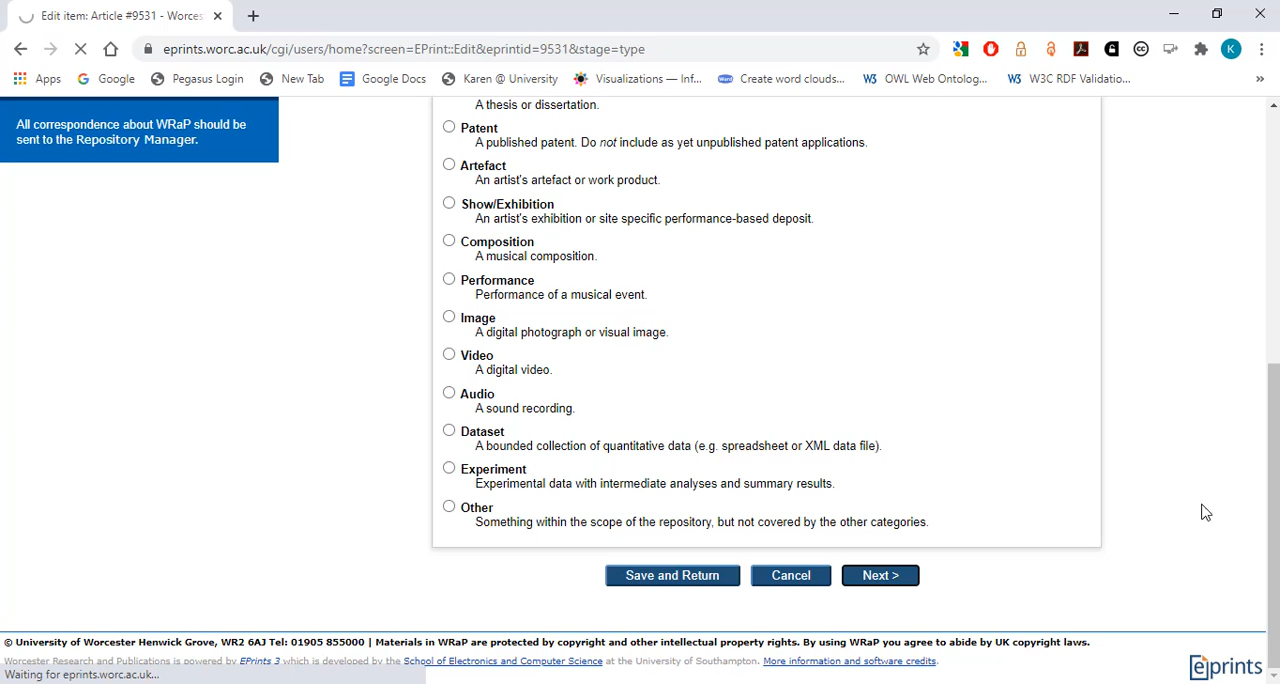 Edit item: Article #9531 - Worces
eprints.worc.ac.uk/cgi/users/home?screen=EPrint::Edit&eprintid=9531&stage=type
K
Apps
Google
Pegasus Login
New Tab
Google Docs
Karen @ University
Visualizations — Inf...
Create word clouds...
OWL Web Ontolog...
W3C RDF Validatio...
»
All correspondence about WRaP should be
sent to the Repository Manager.
A thesis or dissertation.
Patent
A published patent. Do not include as yet unpublished patent applications.
Artefact
An artist's artefact or work product.
Show/Exhibition
An artist's exhibition or site specific performance-based deposit.
Composition
A musical composition.
Performance
Performance of a musical event.
Image
A digital photograph or visual image.
Video
A digital video.
Audio
A sound recording.
Dataset
A bounded collection of quantitative data (e.g. spreadsheet or XML data file).
Experiment
Experimental data with intermediate analyses and summary results.
Other
Something within the scope of the repository, but not covered by the other categories.
Save and Return
Cancel
Next >
© University of Worcester Henwick Grove, WR2 6AJ Tel: 01905 855000 | Materials in WRaP are protected by copyright and other intellectual property rights. By using WRaP you agree to abide by UK copyright laws.
Worcester Research and Publications is powered by EPrints 3 which is developed by the School of Electronics and Computer Science at the University of Southampton. More information and software credits.
Waiting for eprints.worc.ac.uk...
eprints